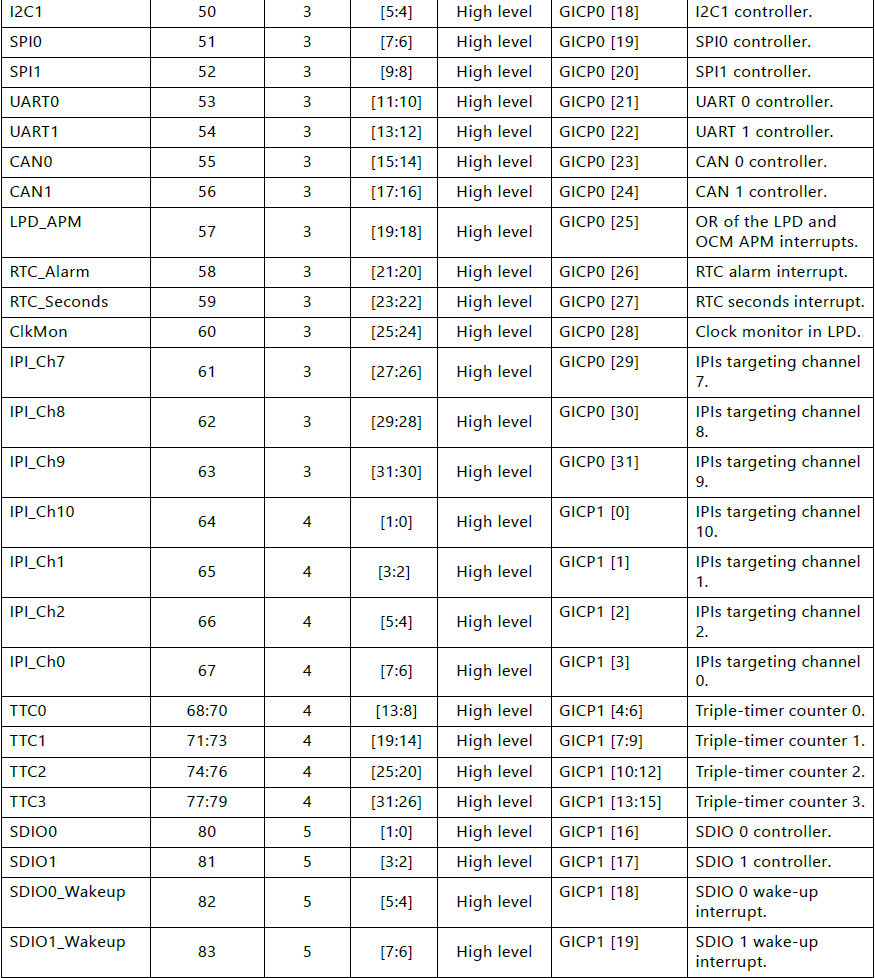 I2C1 50 3 [5:4] High level GICP0 [18] I2C1 controller.
SPI0 51 3 [7:6] High level GICP0 [19] SPI0 controller.
SPI1 52 3 [9:8] High level GICP0 [20] SPI1 controller.
UART0 53 3 [11:10] High level GICP0 [21] UART 0 controller.
UART1 54 3 [13:12] High level GICP0 [22] UART 1 controller.
CAN0 55 3 [15:14] High level GICP0 [23] CAN 0 controller.
CAN1 56 3 [17:16] High level GICP0 [24] CAN 1 controller.
LPD_APM 57 3 [19:18] High level GICP0 [25] OR of the LPD and
OCM APM interrupts.
RTC_Alarm 58 3 [21:20] High level GICP0 [26] RTC alarm interrupt.
RTC_Seconds 59 3 [23:22] High level GICP0 [27] RTC seconds interrupt.
ClkMon 60 3 [25:24] High level GICP0 [28] Clock monitor in LPD.
IPI_Ch7 61 3 [27:26] High level GICP0 [29] IPIs targeting channel
7.
IPI_Ch8 62 3 [29:28] High level GICP0 [30] IPIs targeting channel
8.
IPI_Ch9 63 3 [31:30] High level GICP0 [31] IPIs targeting channel
9.
IPI_Ch10 64 4 [1:0] High level GICP1 [0] IPIs targeting channel
10.
IPI_Ch1 65 4 [3:2] High level GICP1 [1] IPIs targeting channel
1.
IPI_Ch2 66 4 [5:4] High level GICP1 [2] IPIs targeting channel
2.
IPI_Ch0 67 4 [7:6] High level GICP1 [3] IPIs targeting channel
0.
TTC0 68:70 4 [13:8] High level GICP1 [4:6] Triple-timer counter 0.
TTC1 71:73 4 [19:14] High level GICP1 [7:9] Triple-timer counter 1.
TTC2 74:76 4 [25:20] High level GICP1 [10:12] Triple-timer counter 2.
TTC3 77:79 4 [31:26] High level GICP1 [13:15] Triple-timer counter 3.
SDIO0 80 5 [1:0] High level GICP1 [16] SDIO 0 controller.
SDIO1 81 5 [3:2] High level GICP1 [17] SDIO 1 controller.
SDIO0_Wakeup 82 5 [5:4] High level GICP1 [18] SDIO 0 wake-up
interrupt.
SDIO1_Wakeup 83 5 [7:6] High level GICP1 [19] SDIO 1 wake-up
interrupt.